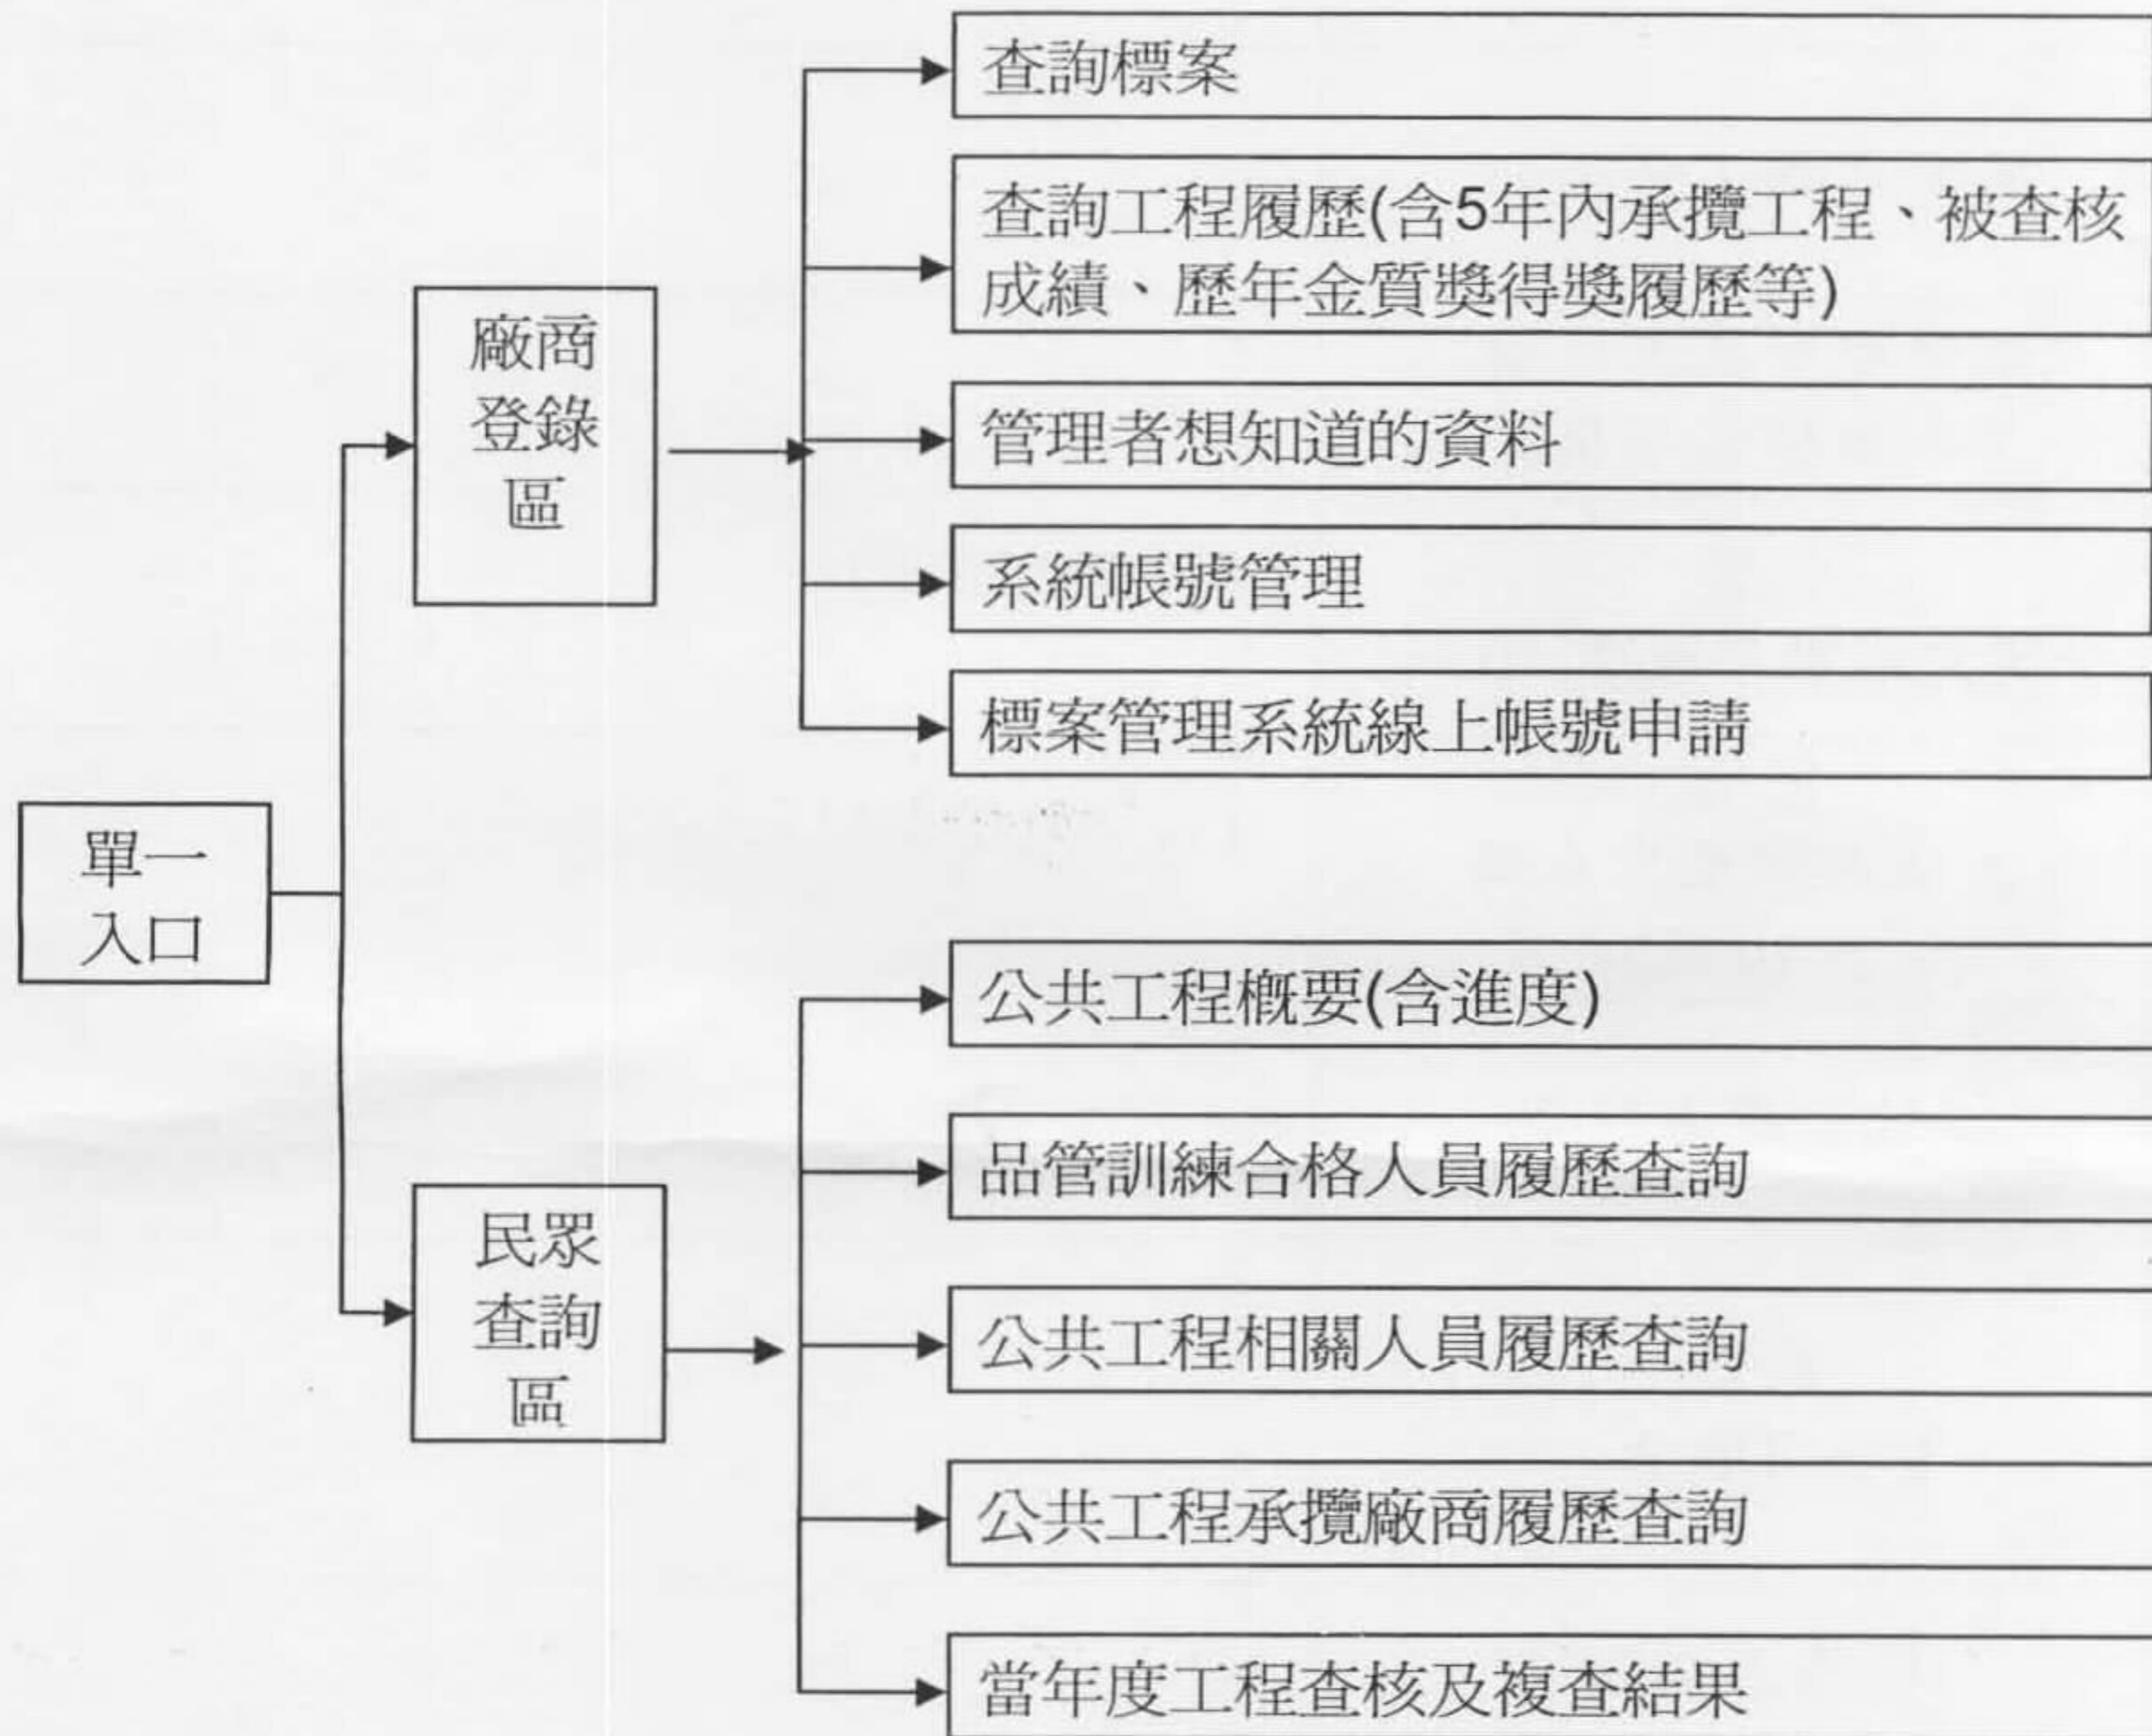 單一
入口
廠商
登錄
區
查詢標案
查詢工程履歷(含5年內承攬工程、被查核
成績、歷年金質獎得獎履歷等)
管理者想知道的資料
系統帳號管理
標案管理系統線上帳號申請
民眾
查詢
區
公共工程概要(含進度)
品管訓練合格人員履歷查詢
公共工程相關人員履歷查詢
公共工程承攬廠商履歷查詢
當年度工程查核及複查結果